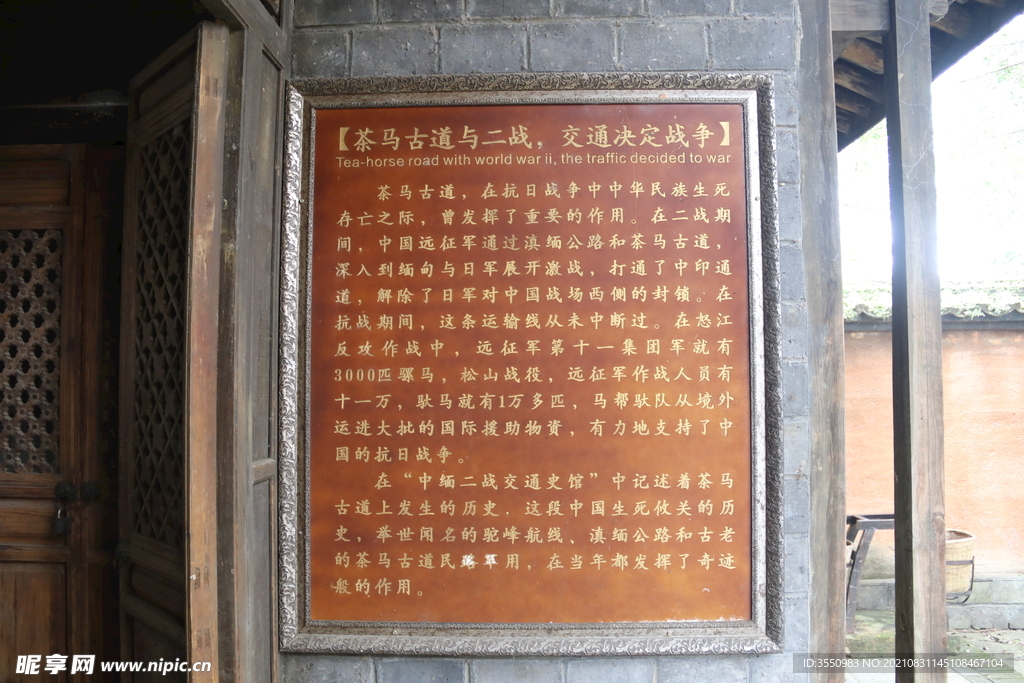 【茶马古道与二战，交通决定战争】
Tea-horse road with world war ii, the traffic decided to war
茶马古道，在抗日战争中中华民族生死
存亡之际，曾发挥了重要的作用。在二战期
间，中国远征军通过滇缅公路和茶马古道，
深入到缅甸与日军展开激战，打通了中印通
道，解除了日军对中国战场西侧的封锁。在
抗战期间，这条运输线从未中断过。在怒江
反攻作战中，远征军第十一集团军就有
3000匹骡马，松山战役，远征军作战人员有
十一万，驮马就有1万多匹，马帮驮队从境外
运进大批的国际援助物资，有力地支持了中
国的抗日战争。
在“中缅二战交通史馆”中记述着茶马
古道上发生的历史．这段中国生死攸关的历
史，举世闻名的驼峰航线、滇缅公路和古老
的茶马古道民用，在当年都发挥了奇迹
般的作用。
昵享网 www.nipic.cn
ID:3550983 NO:20210831145108467104